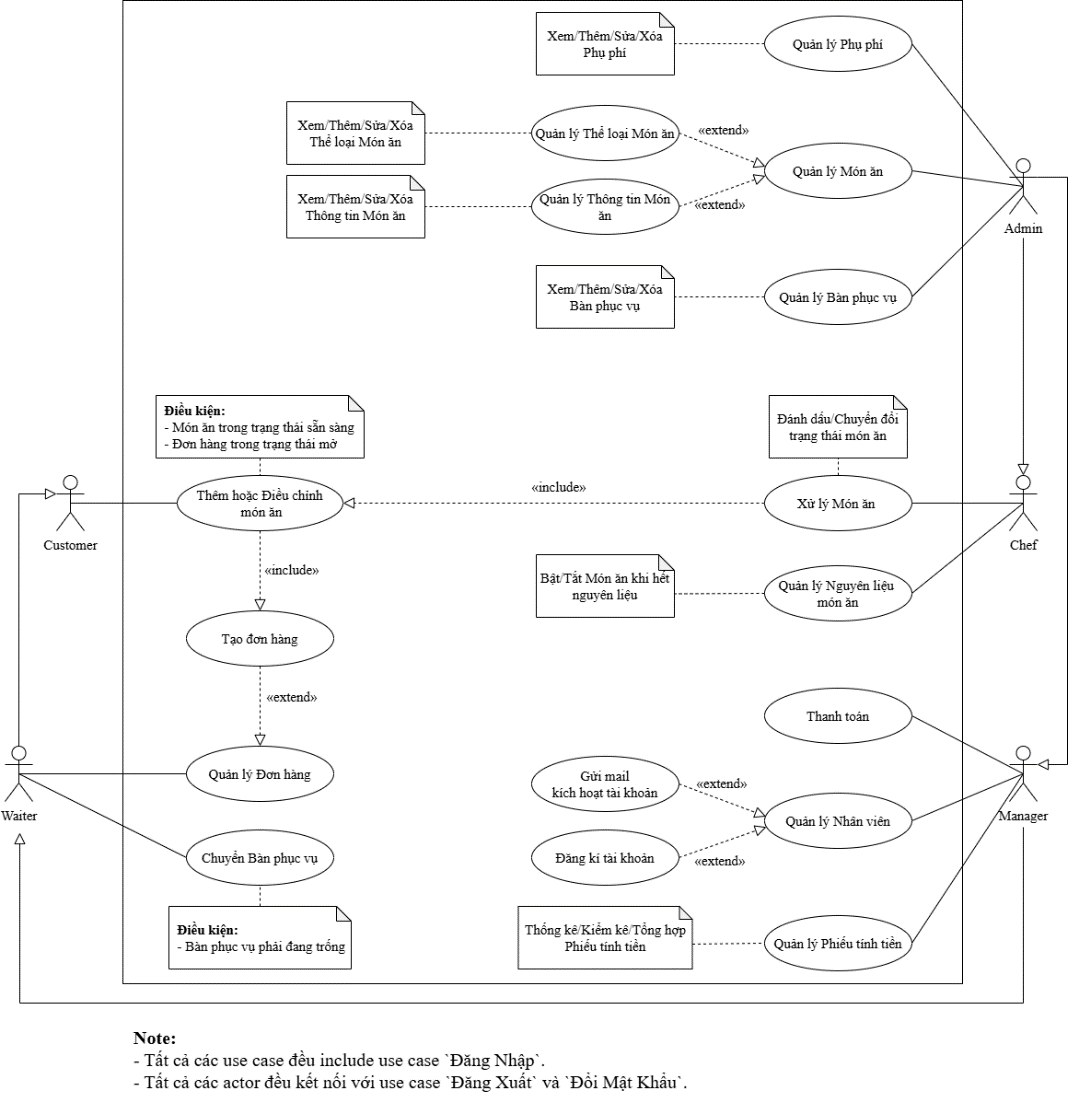 Xem/Thêm/Sửa/Xóa
Phụ phí
Quản lý Phụ phí
Xem/Thêm/Sửa/Xóa
Thể loại Món ăn
Quản lý Thể loại Món ăn
«extend»
Quản lý Món ăn
Xem/Thêm/Sửa/Xóa
Thông tin Món ăn
Quản lý Thông tin Món
ăn
«extend»
Admin
Xem/Thêm/Sửa/Xóa
Bàn phục vụ
Quản lý Bàn phục vụ
Điều kiện:
- Món ăn trong trạng thái sẵn sàng
- Đơn hàng trong trạng thái mở
Đánh dấu/Chuyển đổi
trạng thái món ăn
Thêm hoặc Điều chỉnh
món ăn
«include»
Xử lý Món ăn
Customer
Chef
«include»
Bật/Tắt Món ăn khi hết
nguyên liệu
Quản lý Nguyên liệu
món ăn
Tạo đơn hàng
«extend»
Thanh toán
Quản lý Đơn hàng
Gửi mail
kích hoạt tài khoản
«extend»
Waiter
Quản lý Nhân viên
Manager
Chuyển Bàn phục vụ
Đăng kí tài khoản
«extend»
Điều kiện:
- Bàn phục vụ phải đang trống
Thống kê/Kiểm kê/Tổng hợp
Phiếu tính tiền
Quản lý Phiếu tính tiền
Note:
- Tất cả các use case đều include use case `Đăng Nhập`.
- Tất cả các actor đều kết nối với use case `Đăng Xuất` và `Đổi Mật Khẩu`.